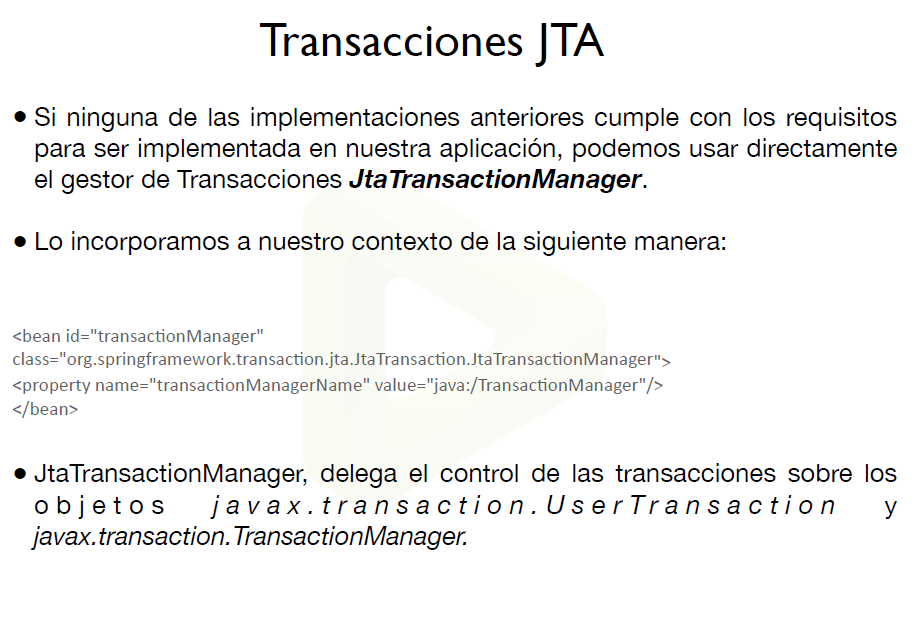 Transacciones JTA
● Si ninguna de las implementaciones anteriores cumple con los requisitos
para ser implementada en nuestra aplicación, podemos usar directamente
el gestor de Transacciones JtaTransactionManager.
● Lo incorporamos a nuestro contexto de la siguiente manera:
<bean id="transactionManager"
class="org.springframework.transaction.jta.JtaTransaction.JtaTransactionManager">
<property name="transactionManagerName" value="java:/TransactionManager"/>
</bean>
● JtaTransactionManager, delega el control de las transacciones sobre los
objetos javax.transaction.UserTransaction y
javax.transaction.TransactionManager.